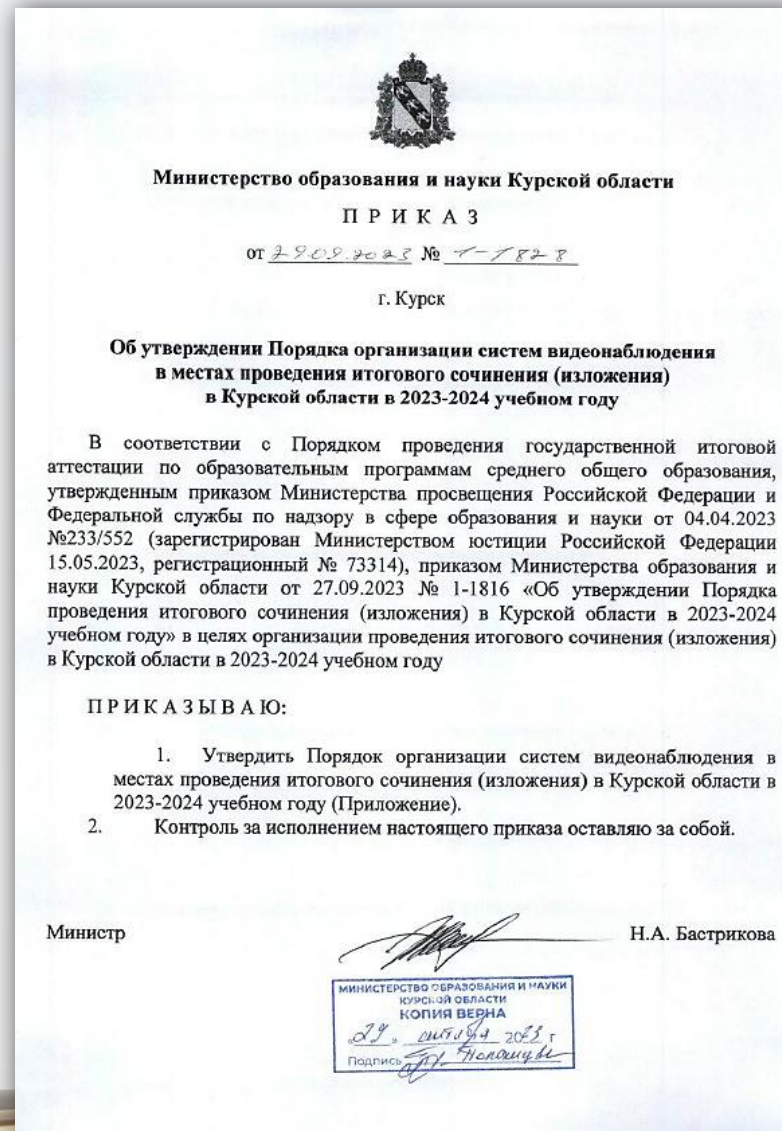 Министерство образования и науки Курской области
П Р И К А З
от 29.09.2023 № 1-1828
г. Курск
Об утверждении Порядка организации систем видеонаблюдения
в местах проведения итогового сочинения (изложения)
в Курской области в 2023-2024 учебном году
В соответствии с Порядком проведения государственной итоговой
аттестации по образовательным программам среднего общего образования,
утвержденным приказом Министерства просвещения Российской Федерации и
Федеральной службы по надзору в сфере образования и науки от 04.04.2023
№233/552 (зарегистрирован Министерством юстиции Российской Федерации
15.05.2023, регистрационный № 73314), приказом Министерства образования и
науки Курской области от 27.09.2023 № 1-1816 «Об утверждении Порядка
проведения итогового сочинения (изложения) в Курской области в 2023-2024
учебном году» в целях организации проведения итогового сочинения (изложения)
в Курской области в 2023-2024 учебном году
П Р И К А З Ы В А Ю:
1. Утвердить Порядок организации систем видеонаблюдения в
местах проведения итогового сочинения (изложения) в Курской области в
2023-2024 учебном году (Приложение).
2. Контроль за исполнением настоящего приказа оставляю за собой.
Министр Н.А. Бастрикова
МИНИСТЕРСТВО ОБРАЗОВАНИЯ И НАУКИ
КУРСКОЙ ОБЛАСТИ
КОПИЯ ВЕРНА
«29» сентября 2023 г
Подпись